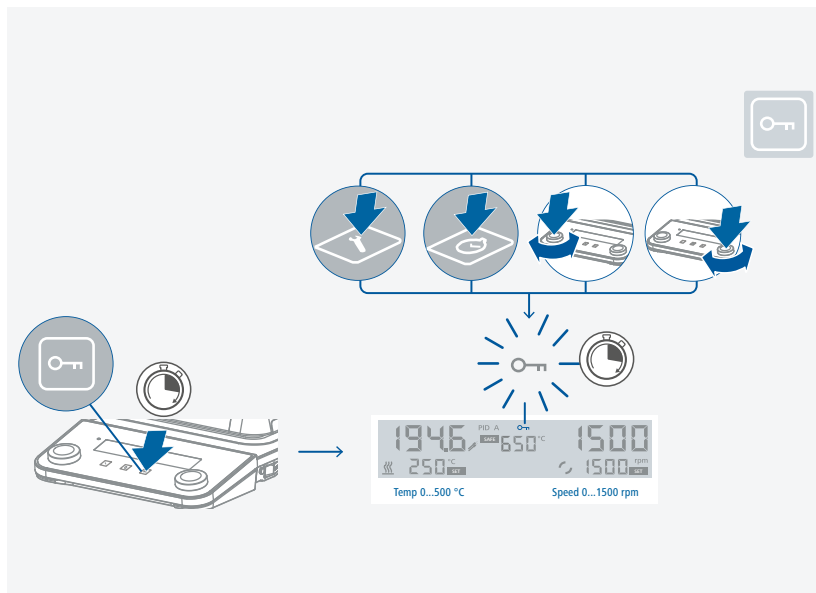 194.6 PID A SAFE 650 °C 1500
250 °C SET 1500 rpm SET
Temp 0...500 °C Speed 0...1500 rpm